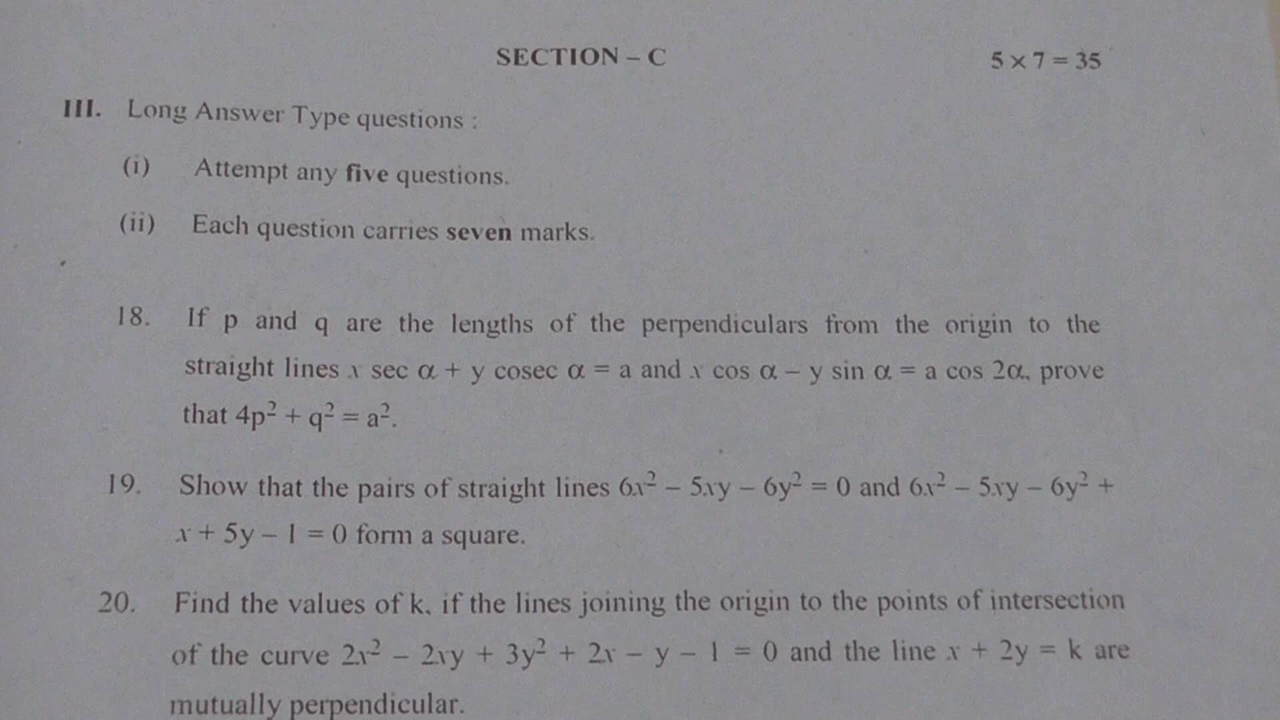 SECTION – C 5 × 7 = 35
III. Long Answer Type questions :
(i) Attempt any five questions.
(ii) Each question carries seven marks.
18. If p and q are the lengths of the perpendiculars from the origin to the
straight lines x sec α + y cosec α = a and x cos α – y sin α = a cos 2α, prove
that 4p² + q² = a².
19. Show that the pairs of straight lines 6x² – 5xy – 6y² = 0 and 6x² – 5xy – 6y² +
x + 5y – 1 = 0 form a square.
20. Find the values of k, if the lines joining the origin to the points of intersection
of the curve 2x² – 2xy + 3y² + 2x – y – 1 = 0 and the line x + 2y = k are
mutually perpendicular.